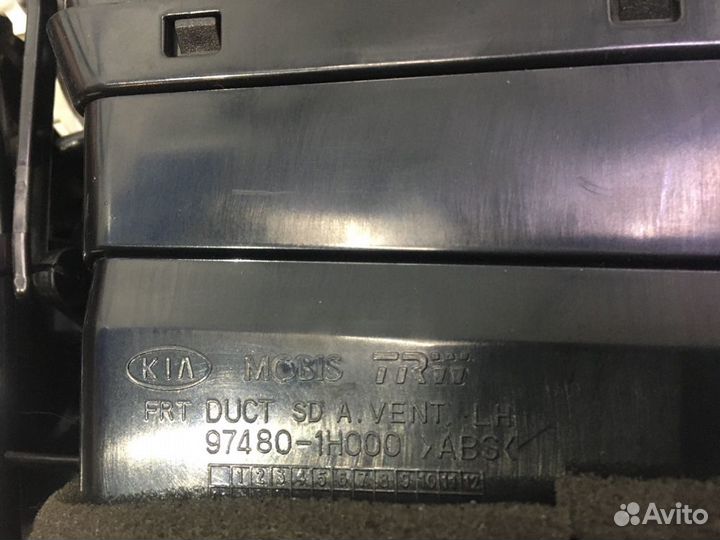 KIA MOBIS TRW
FRT DUCT SD A.VENT.-LH
97480-1H000 >ABS<
1 2 3 4 5 6 7 8 9 10 11 12
Avito